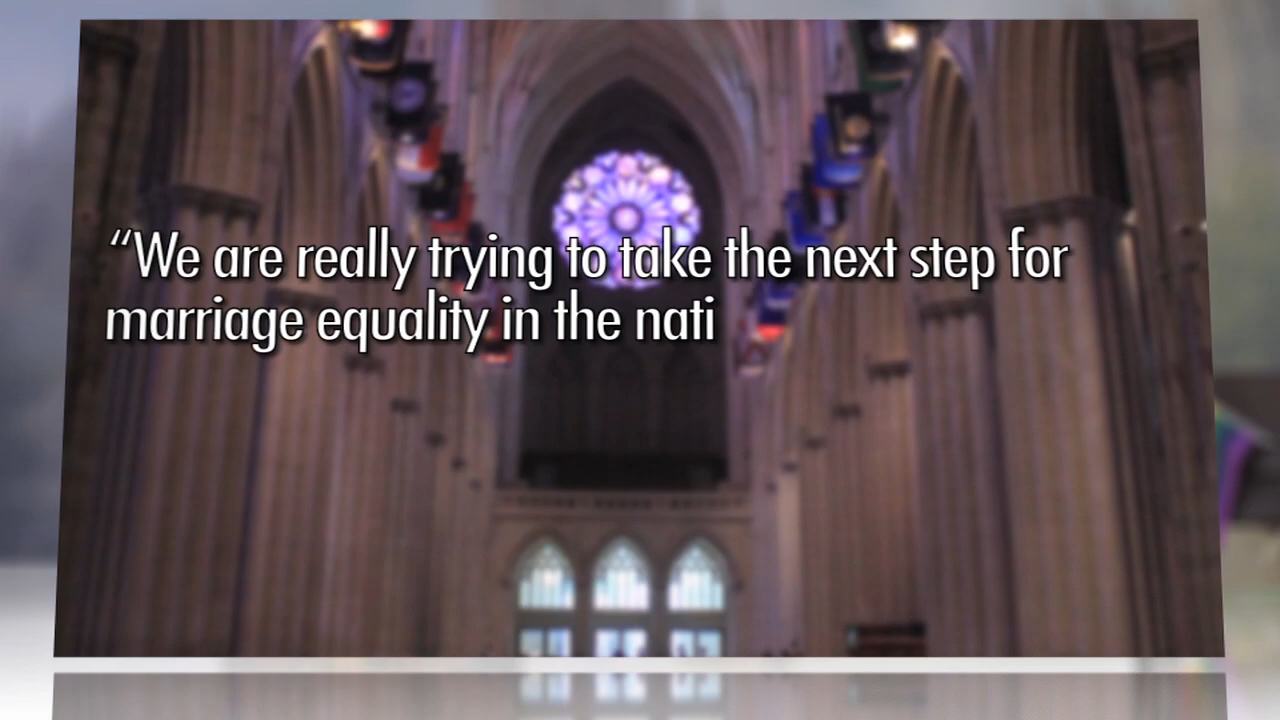 “We are really trying to take the next step for
marriage equality in the nati